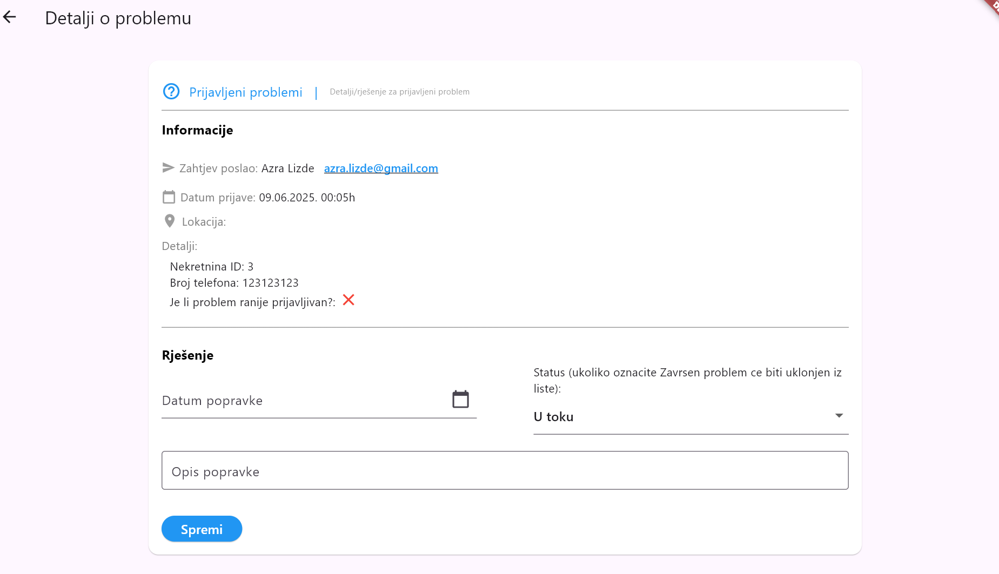 Detalji o problemu
Prijavljeni problemi | Detalji/rješenje za prijavljeni problem
Informacije
Zahtjev poslao: Azra Lizde azra.lizde@gmail.com
Datum prijave: 09.06.2025. 00:05h
Lokacija:
Detalji:
Nekretnina ID: 3
Broj telefona: 123123123
Je li problem ranije prijavljivan?:
Rješenje
Status (ukoliko oznacite Zavrsen problem ce biti uklonjen iz
liste):
Datum popravke
U toku
Opis popravke
Spremi